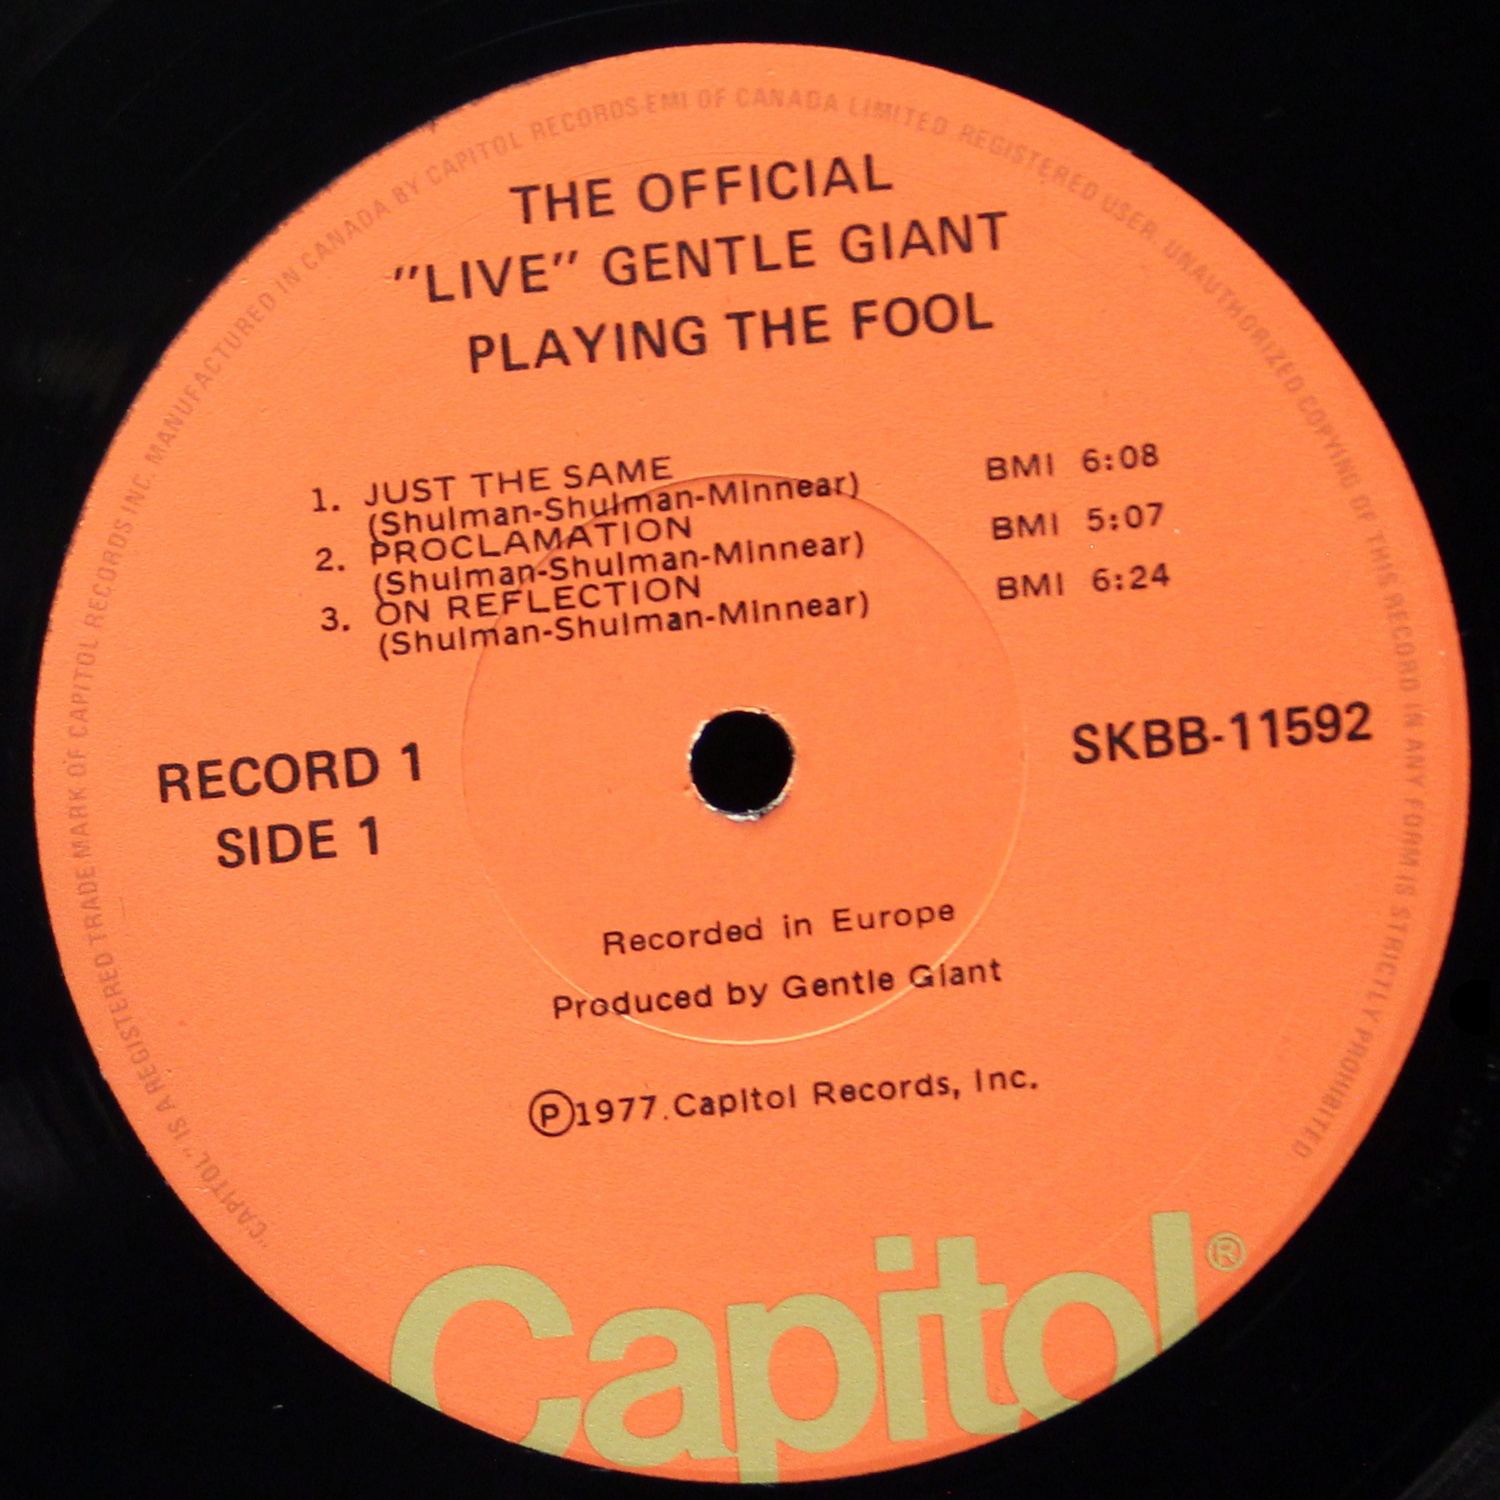 "CAPITOL" IS A REGISTERED TRADE MARK OF CAPITOL RECORDS INC. MANUFACTURED IN CANADA BY CAPITOL RECORDS-EMI OF CANADA LIMITED REGISTERED USER. UNAUTHORIZED COPYING OF THIS RECORD IN ANY FORM IS STRICTLY PROHIBITED
THE OFFICIAL
"LIVE" GENTLE GIANT
PLAYING THE FOOL
1. JUST THE SAME BMI 6:08
(Shulman-Shulman-Minnear)
2. PROCLAMATION BMI 5:07
(Shulman-Shulman-Minnear)
3. ON REFLECTION BMI 6:24
(Shulman-Shulman-Minnear)
RECORD 1
SIDE 1
SKBB-11592
Recorded in Europe
Produced by Gentle Giant
Ⓟ1977.Capitol Records, Inc.
Capitol®